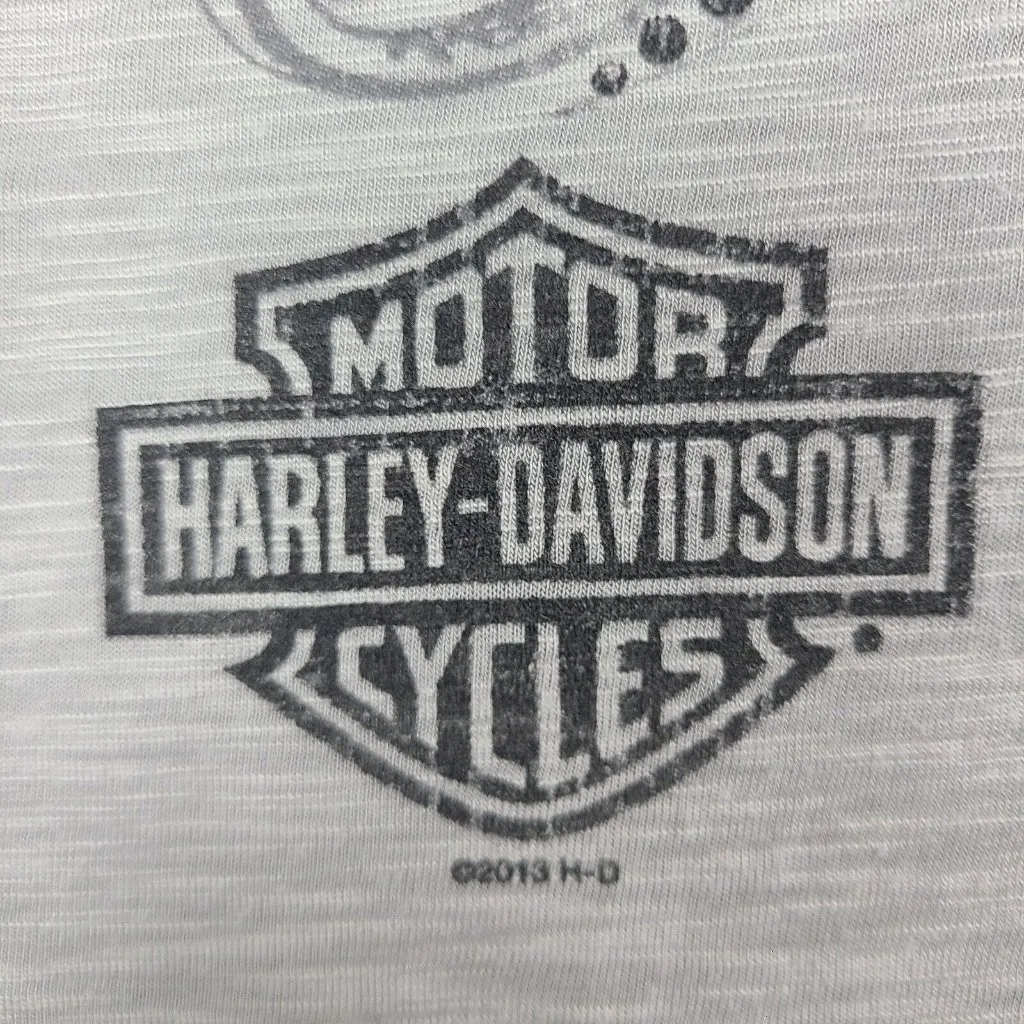 MOTOR
HARLEY-DAVIDSON
CYCLES
©2013 H-D